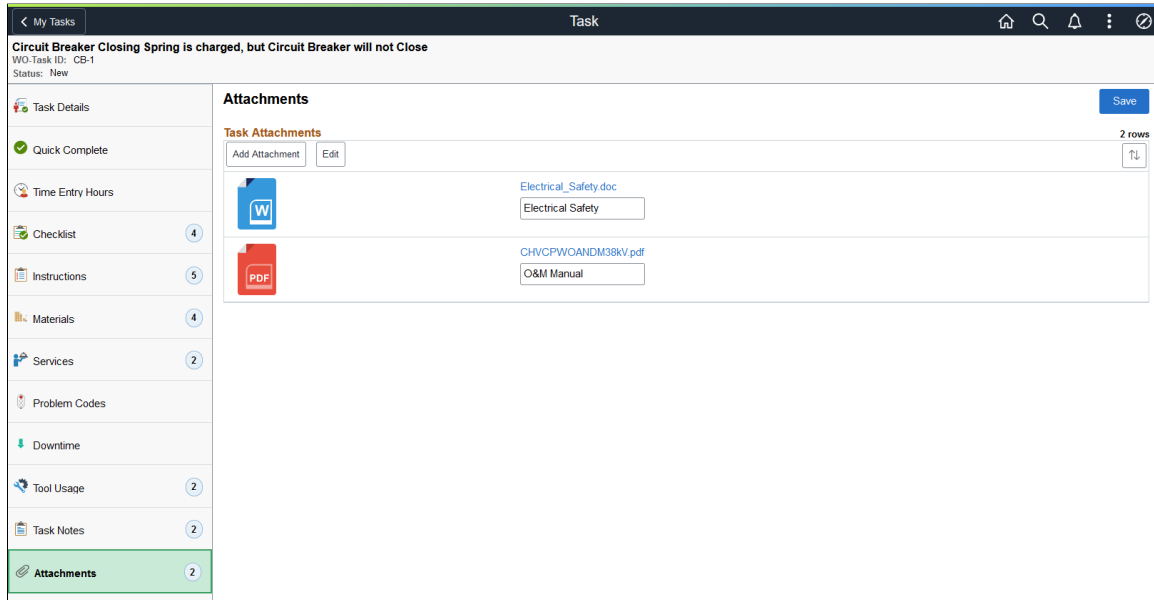 My Tasks
Task
Circuit Breaker Closing Spring is charged, but Circuit Breaker will not Close
WO-Task ID: CB-1
Status: New
Task Details
Quick Complete
Time Entry Hours
Checklist 4
Instructions 5
Materials 4
Services 2
Problem Codes
Downtime
Tool Usage 2
Task Notes 2
Attachments 2
Attachments
Save
Task Attachments
2 rows
Add Attachment Edit
W
Electrical_Safety.doc
Electrical Safety
PDF
CHVCPWOANDM38kV.pdf
O&M Manual